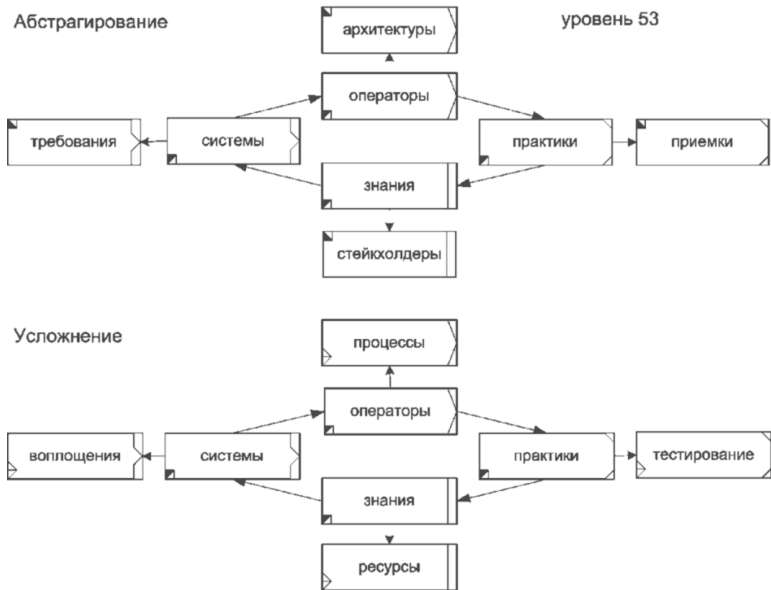 Абстрагирование
архитектуры
уровень 53
операторы
требования
системы
практики
приемки
знания
стейкхолдеры
Усложнение
процессы
операторы
воплощения
системы
практики
тестирование
знания
ресурсы